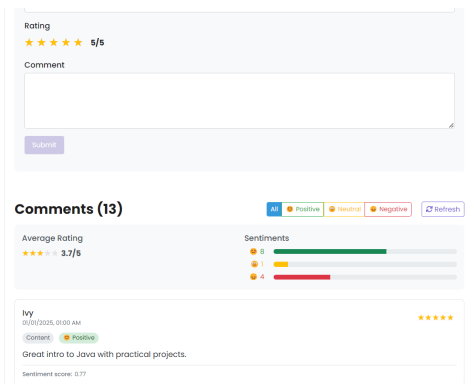 Rating
5/5
Comment
Submit
Comments (13)
All Positive Neutral Negative Refresh
Average Rating
3.7/5
Sentiments
8
1
4
Ivy
01/01/2025, 01:00 AM
Content Positive
Great intro to Java with practical projects.
Sentiment score: 0.77